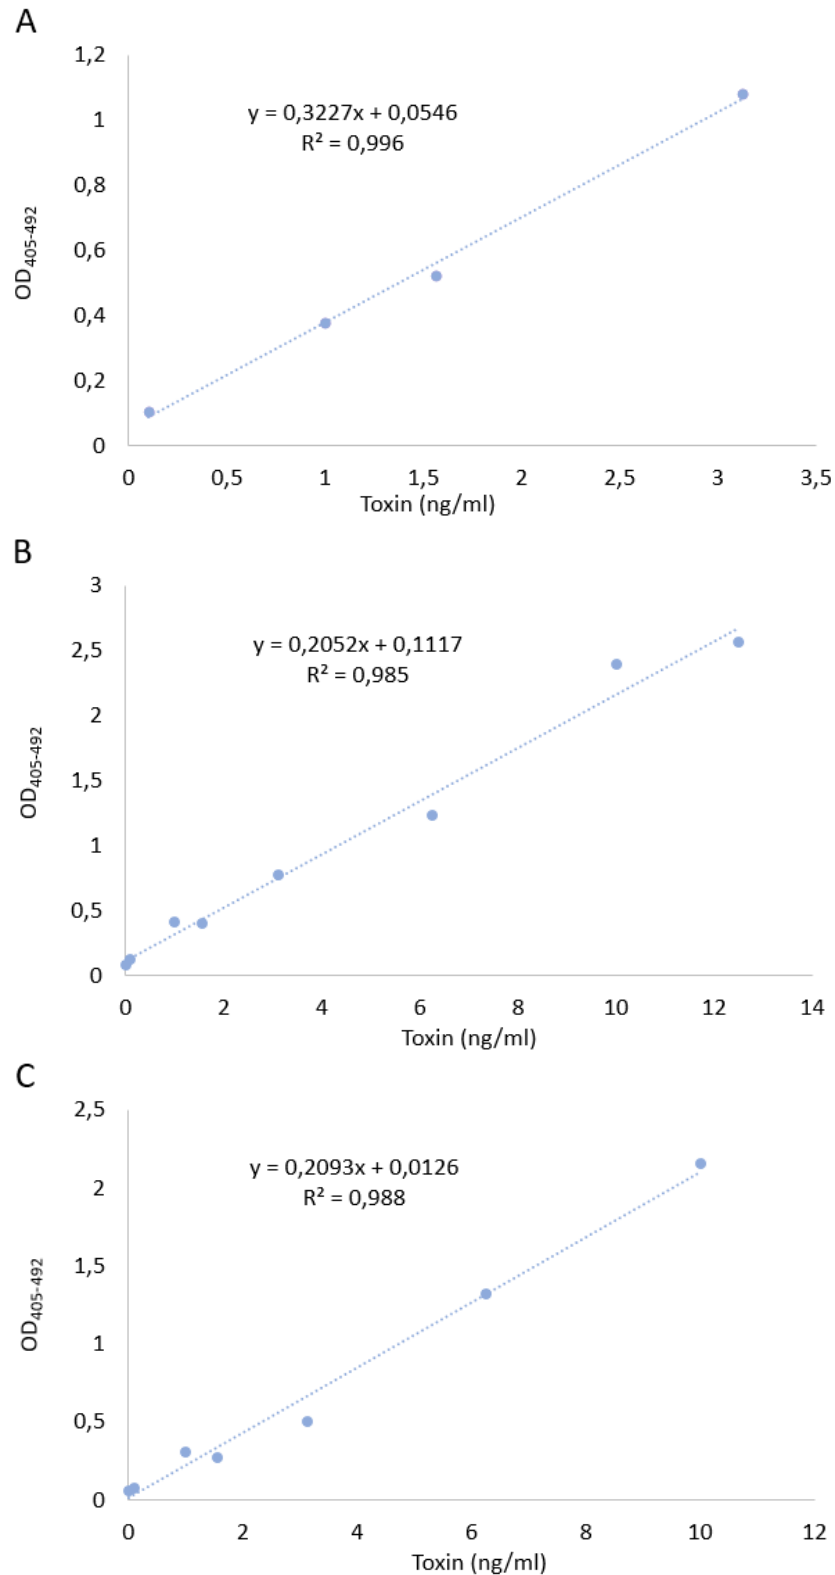 A
1,2
y = 0,3227x + 0,0546
R² = 0,996
1
0,8
0,6
0,4
0,2
0
OD405-492
0 0,5 1 1,5 2 2,5 3 3,5
Toxin (ng/ml)
B
3
y = 0,2052x + 0,1117
R² = 0,985
2,5
2
1,5
1
0,5
0
OD405-492
0 2 4 6 8 10 12 14
Toxin (ng/ml)
C
2,5
y = 0,2093x + 0,0126
R² = 0,988
2
1,5
1
0,5
0
OD405-492
0 2 4 6 8 10 12
Toxin (ng/ml)